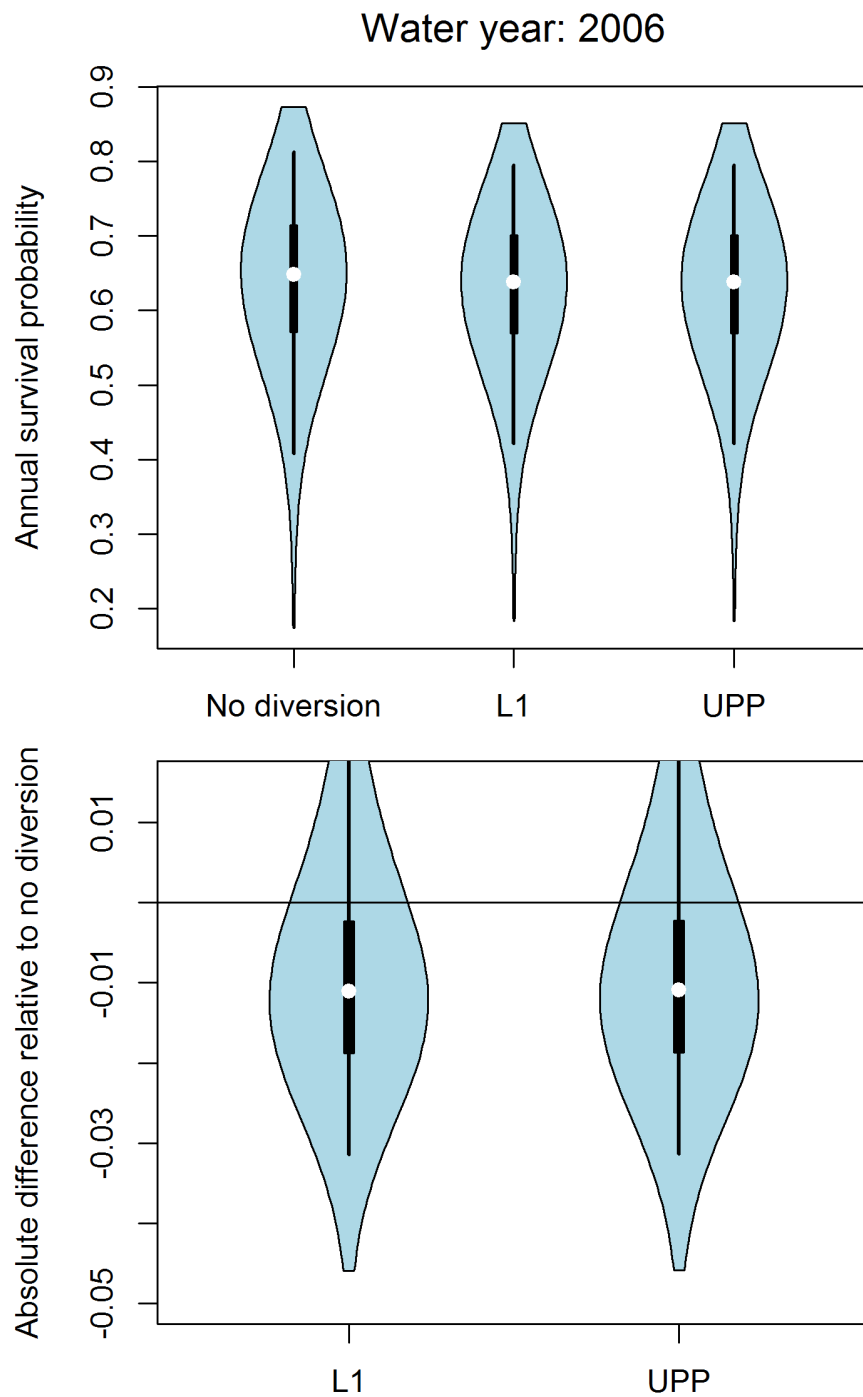 Water year: 2006
Annual survival probability
0.9
0.8
0.7
0.6
0.5
0.4
0.3
0.2
No diversion L1 UPP
Absolute difference relative to no diversion
0.01
-0.01
-0.03
-0.05
L1 UPP